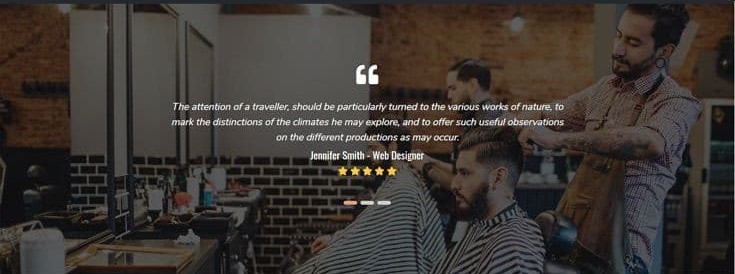 “
The attention of a traveller, should be particularly turned to the various works of nature, to
mark the distinctions of the climates he may explore, and to offer such useful observations
on the different productions as may occur.
Jennifer Smith - Web Designer